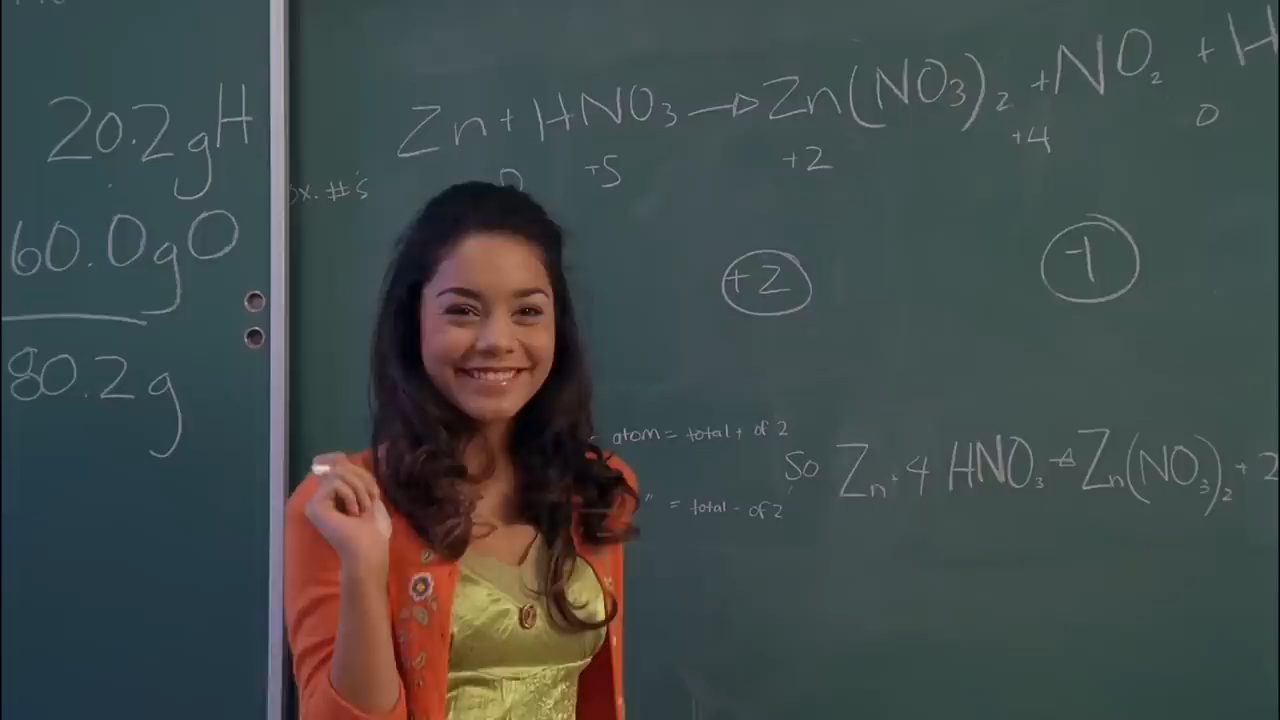 20.2gH
60.0gO
80.2g
Zn + HNO₃ → Zn(NO₃)₂ + NO₂ + H
ox. #'s 0 +5 +2 +4 0
+2 -1
atom = total + of 2
" = total - of 2
So Zn + 4 HNO₃ → Zn(NO₃)₂ + 2